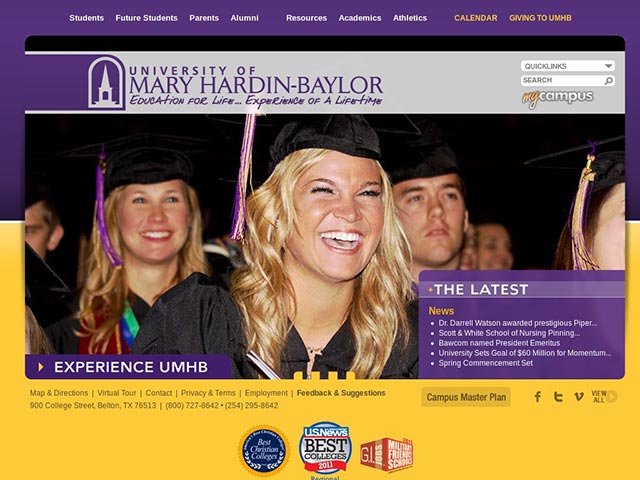 Students Future Students Parents Alumni Resources Academics Athletics CALENDAR GIVING TO UMHB
UNIVERSITY OF
MARY HARDIN-BAYLOR
EDUCATION FOR LIFE... EXPERIENCE OF A LIFETIME
QUICKLINKS
SEARCH
mycampus
+THE LATEST
News
Dr. Darrell Watson awarded prestigious Piper...
Scott & White School of Nursing Pinning...
Bawcom named President Emeritus
University Sets Goal of $60 Million for Momentum...
Spring Commencement Set
EXPERIENCE UMHB
Map & Directions | Virtual Tour | Contact | Privacy & Terms | Employment | Feedback & Suggestions
900 College Street, Belton, TX 76513 | (800) 727-8642 • (254) 295-8642
Campus Master Plan
VIEW
ALL
Best
Christian
Colleges
U.S.News
BEST
COLLEGES
2011
Regional
G.I. JOBS
MILITARY
FRIENDLY
SCHOOLS